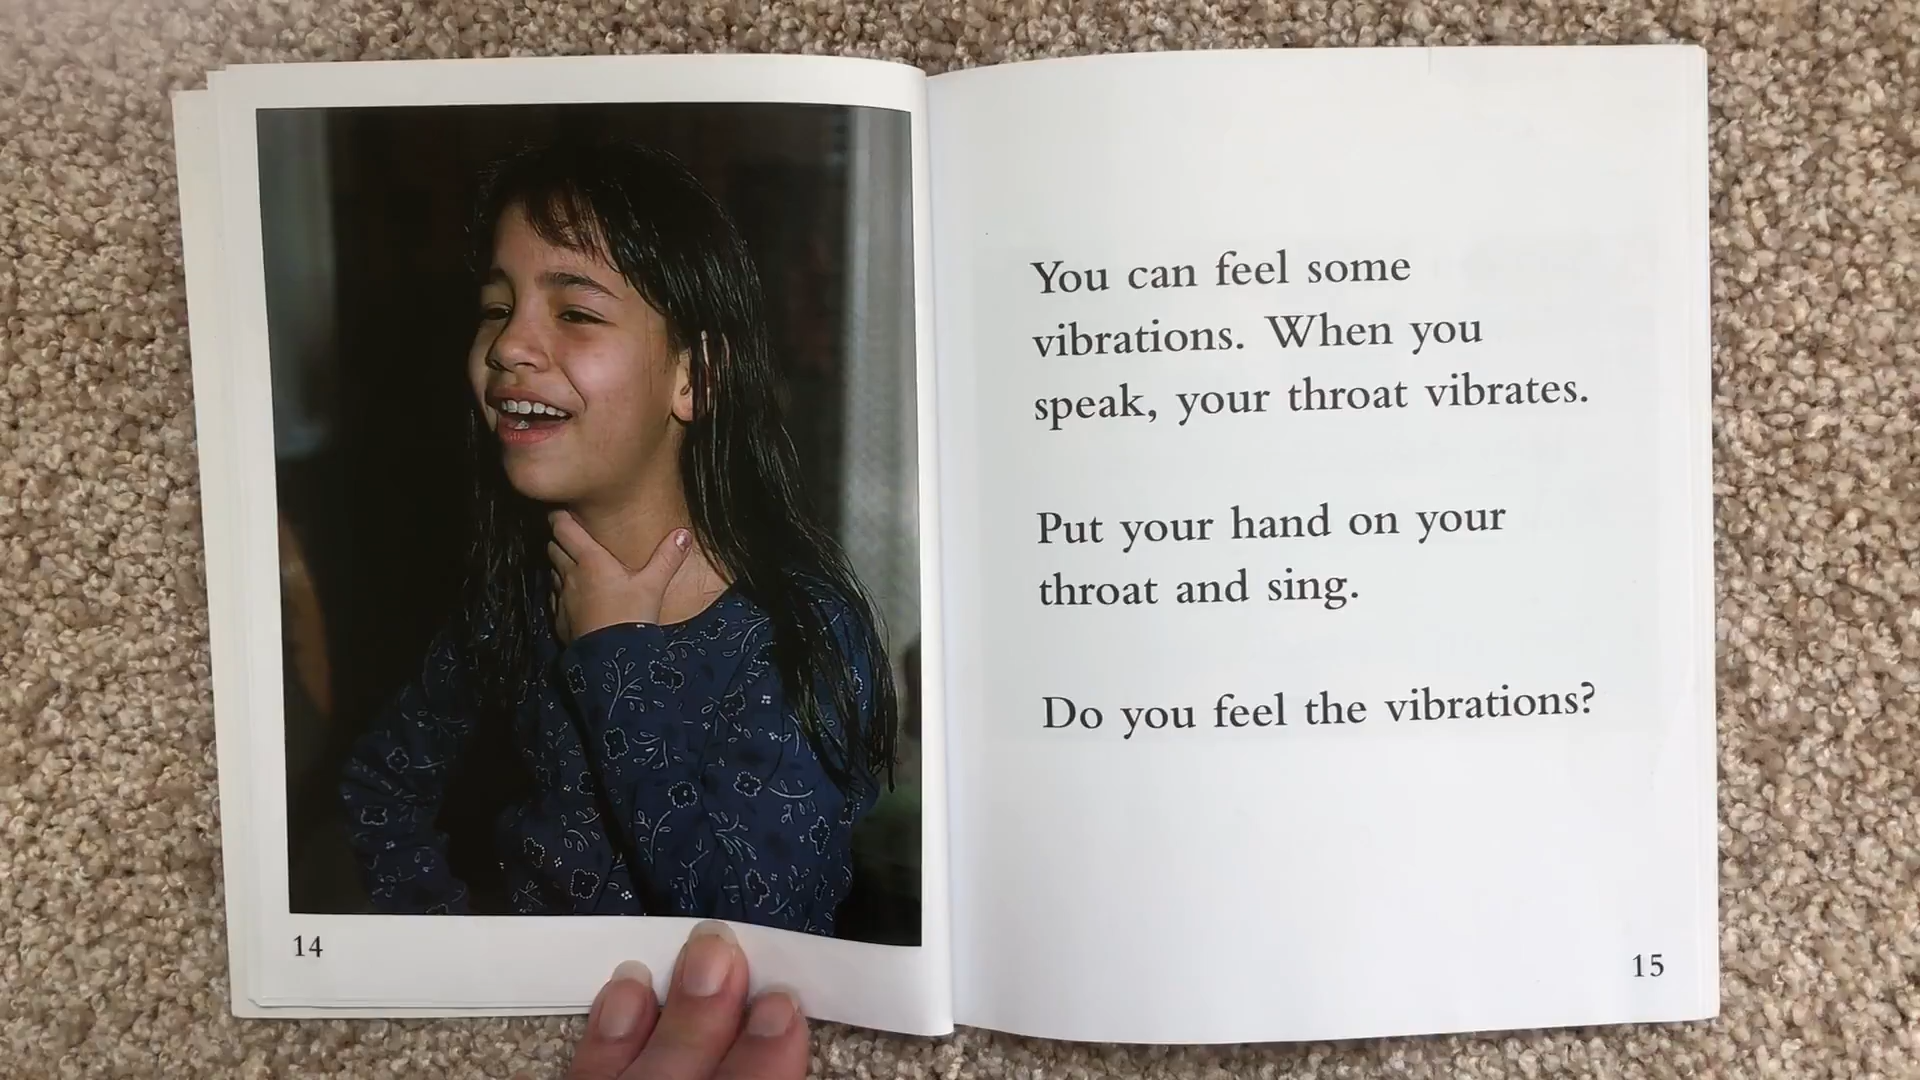 You can feel some
vibrations. When you
speak, your throat vibrates.
Put your hand on your
throat and sing.
Do you feel the vibrations?
14
15